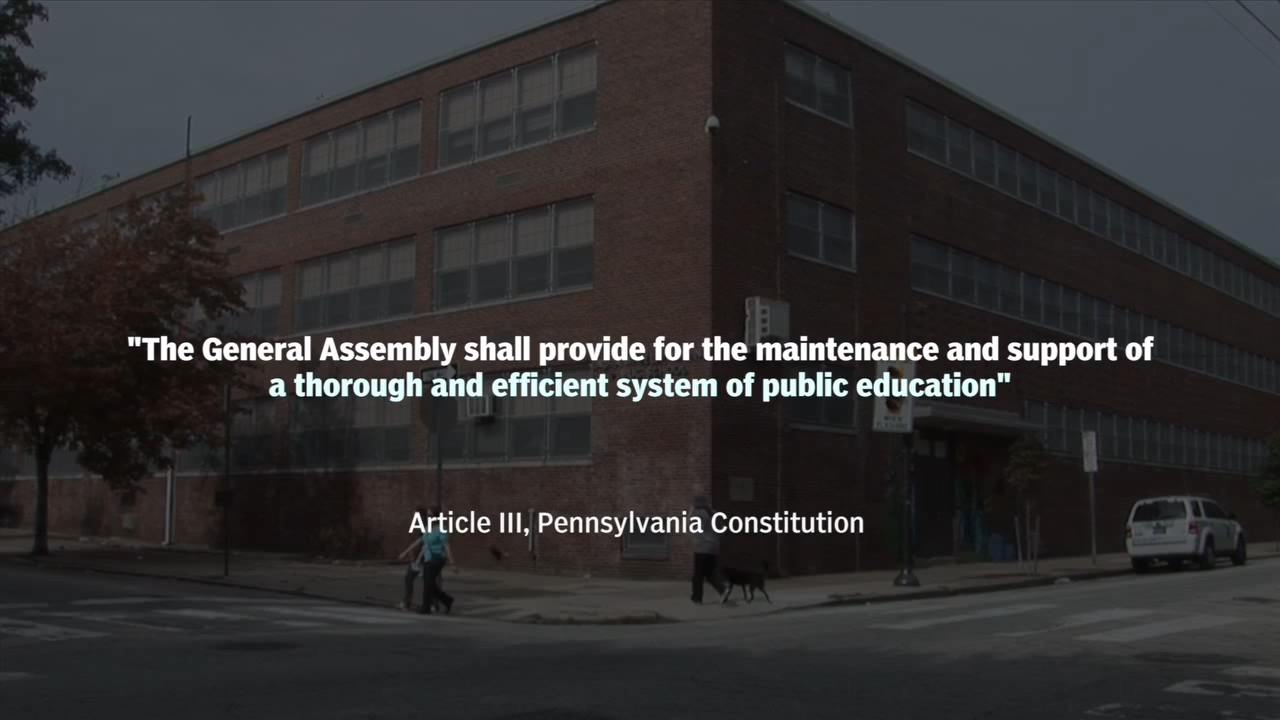 "The General Assembly shall provide for the maintenance and support of
a thorough and efficient system of public education"
Article III, Pennsylvania Constitution